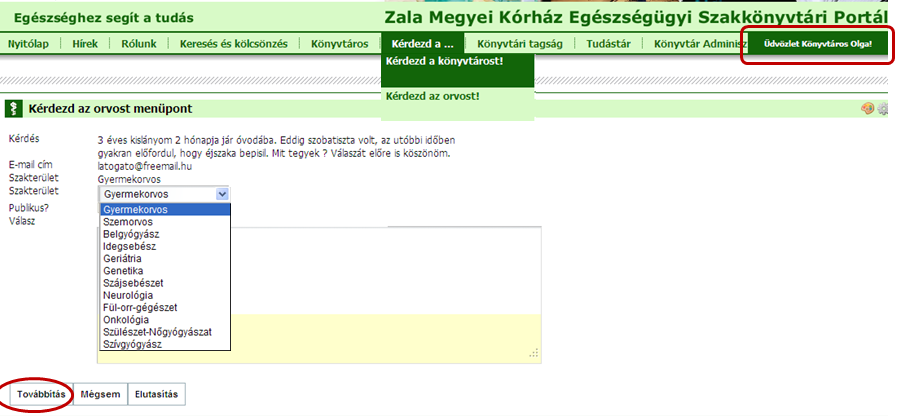 Egészséghez segít a tudás
Zala Megyei Kórház Egészségügyi Szakkönyvtári Portál
Nyitólap Hírek Rólunk Keresés és kölcsönzés Könyvtáros Kérdezd a ... Könyvtári tagság Tudástár Könyvtár Adminisz Üdvözlet Könyvtáros Olga!
Kérdezd a könyvtárost!
Kérdezd az orvost!
Kérdezd az orvost menüpont
Kérdés 3 éves kislányom 2 hónapja jár óvodába. Eddig szobatiszta volt, az utóbbi időben
gyakran előfordul, hogy éjszaka bepisil. Mit tegyek ? Válaszát előre is köszönöm.
E-mail cím latogato@freemail.hu
Szakterület Gyermekorvos
Szakterület Gyermekorvos
Publikus?
Válasz
Gyermekorvos
Szemorvos
Belgyógyász
Idegsebész
Geriátria
Genetika
Szájsebészet
Neurológia
Fül-orr-gégészet
Onkológia
Szülészet-Nőgyógyászat
Szívgyógyász
Továbbítás Mégsem Elutasítás